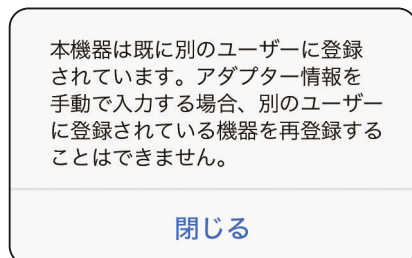 本機器は既に別のユーザーに登録
されています。アダプター情報を
手動で入力する場合、別のユーザー
に登録されている機器を再登録する
ことはできません。
閉じる